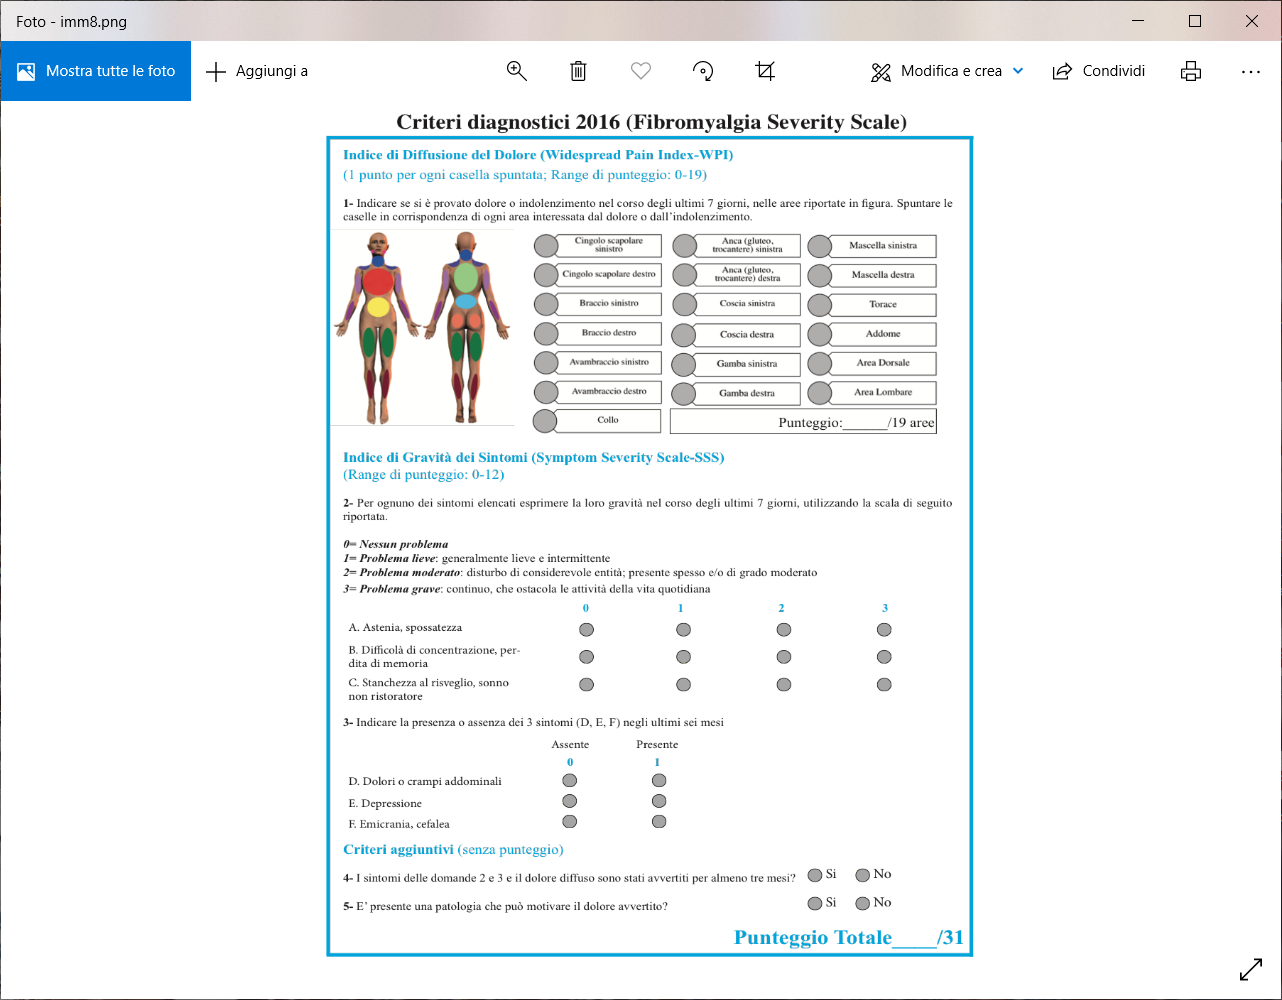 Foto - imm8.png
Mostra tutte le foto
Aggiungi a
Modifica e crea
Condividi
Criteri diagnostici 2016 (Fibromyalgia Severity Scale)
Indice di Diffusione del Dolore (Widespread Pain Index-WPI)
(1 punto per ogni casella spuntata; Range di punteggio: 0-19)
1- Indicare se si è provato dolore o indolenzimento nel corso degli ultimi 7 giorni, nelle aree riportate in figura. Spuntare le
caselle in corrispondenza di ogni area interessata dal dolore o dall'indolenzimento.
Cingolo scapolare
sinistro
Cingolo scapolare destro
Braccio sinistro
Braccio destro
Avambraccio sinistro
Avambraccio destro
Collo
Anca (gluteo,
trocantere) sinistra
Anca (gluteo,
trocantere) destra
Coscia sinistra
Coscia destra
Gamba sinistra
Gamba destra
Mascella sinistra
Mascella destra
Torace
Addome
Area Dorsale
Area Lombare
Punteggio:______/19 aree
Indice di Gravità dei Sintomi (Symptom Severity Scale-SSS)
(Range di punteggio: 0-12)
2- Per ognuno dei sintomi elencati esprimere la loro gravità nel corso degli ultimi 7 giorni, utilizzando la scala di seguito
riportata.
0= Nessun problema
1= Problema lieve: generalmente lieve e intermittente
2= Problema moderato: disturbo di considerevole entità; presente spesso e/o di grado moderato
3= Problema grave: continuo, che ostacola le attività della vita quotidiana
0 1 2 3
A. Astenia, spossatezza
B. Difficolà di concentrazione, per-
dita di memoria
C. Stanchezza al risveglio, sonno
non ristoratore
3- Indicare la presenza o assenza dei 3 sintomi (D, E, F) negli ultimi sei mesi
Assente Presente
0 1
D. Dolori o crampi addominali
E. Depressione
F. Emicrania, cefalea
Criteri aggiuntivi (senza punteggio)
4- I sintomi delle domande 2 e 3 e il dolore diffuso sono stati avvertiti per almeno tre mesi? Si No
5- E' presente una patologia che può motivare il dolore avvertito? Si No
Punteggio Totale____/31